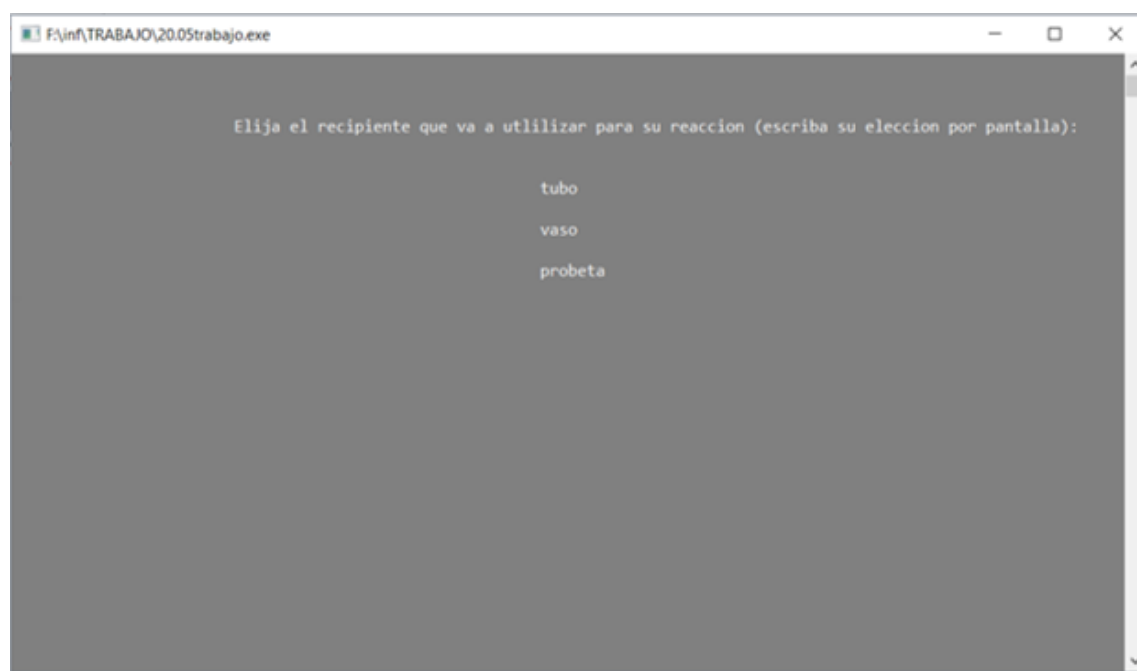 F:\inf\TRABAJO\20.05trabajo.exe
Elija el recipiente que va a utlilizar para su reaccion (escriba su eleccion por pantalla):
tubo
vaso
probeta